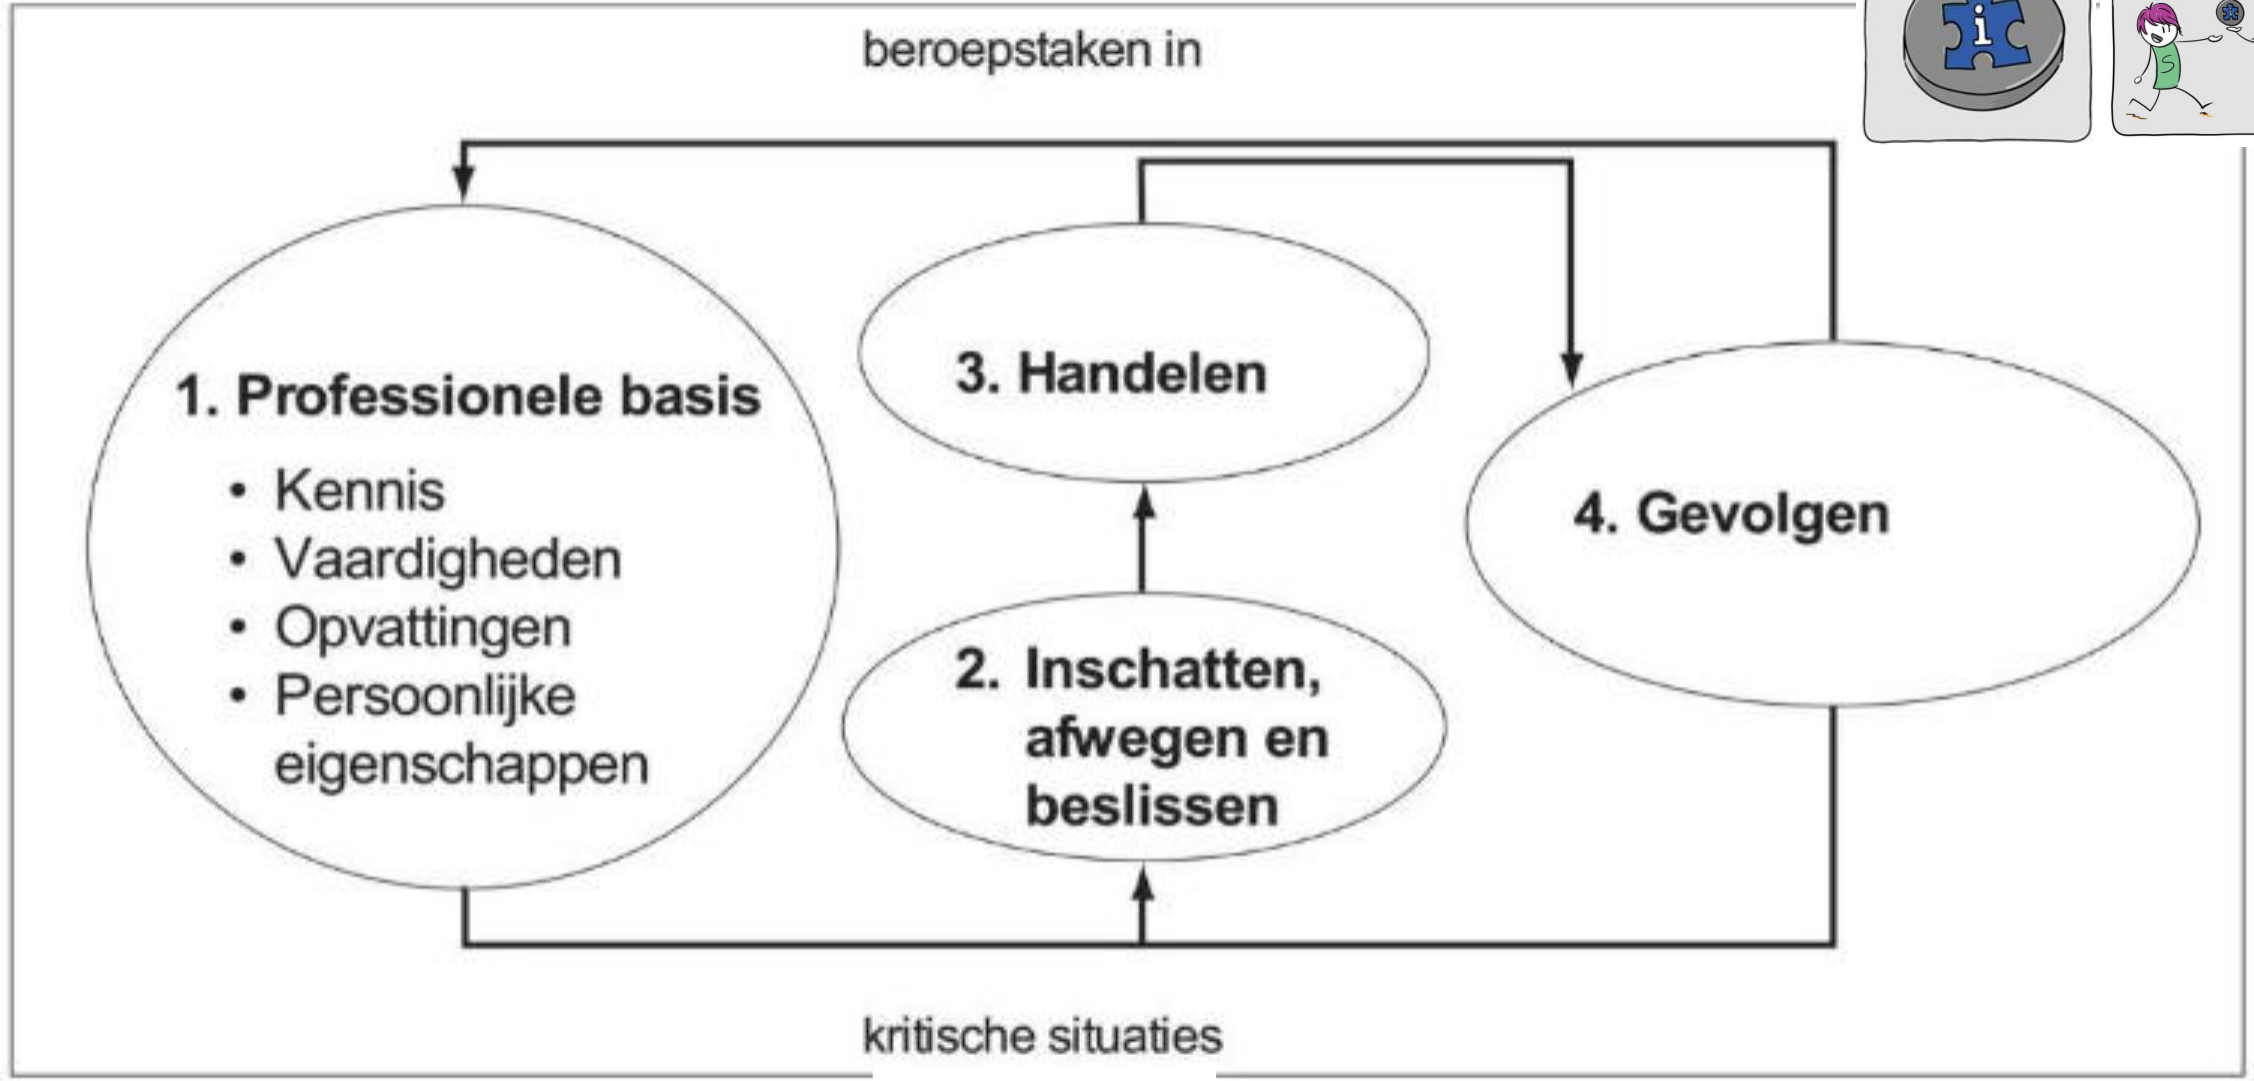 beroepstaken in
i
S
1. Professionele basis
• Kennis
• Vaardigheden
• Opvattingen
• Persoonlijke
eigenschappen
3. Handelen
2. Inschatten,
afwegen en
beslissen
4. Gevolgen
kritische situaties